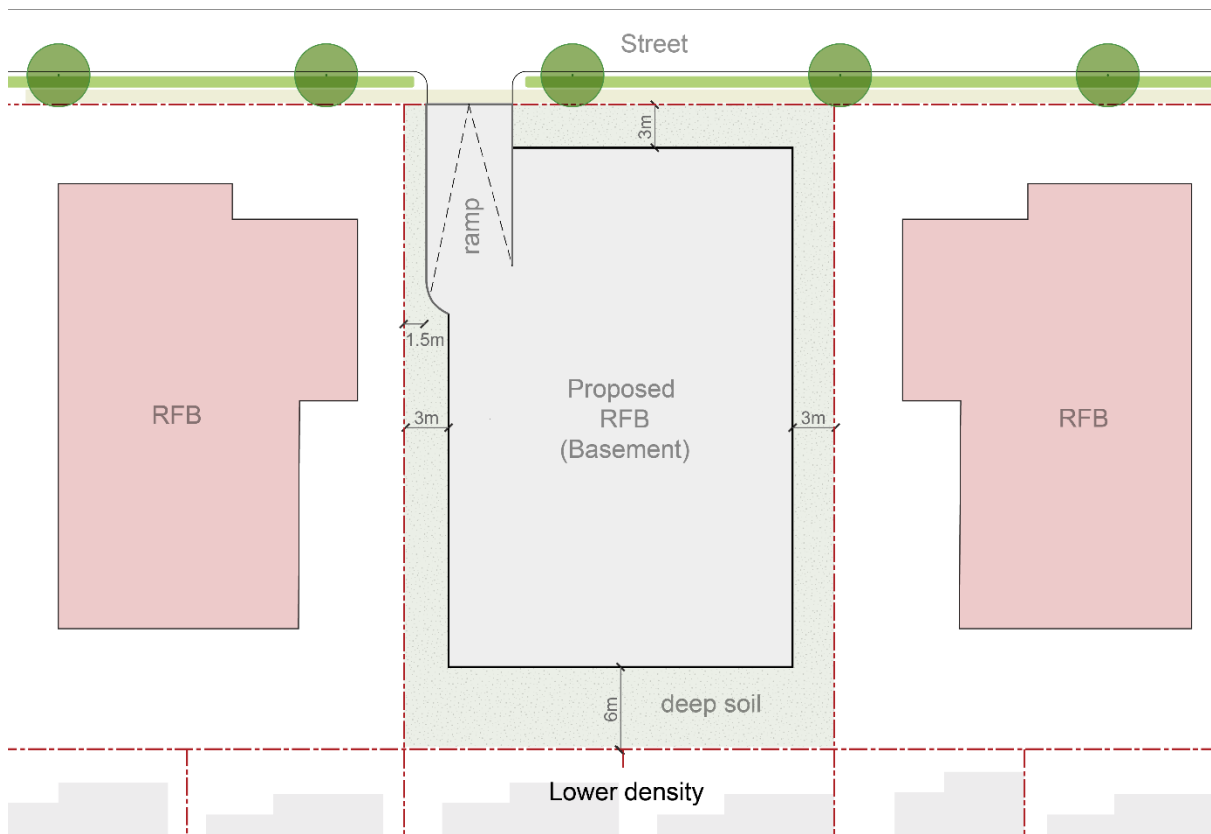 Street
3m
ramp
1.5m
Proposed
RFB
(Basement)
RFB
RFB
3m
3m
6m
deep soil
Lower density